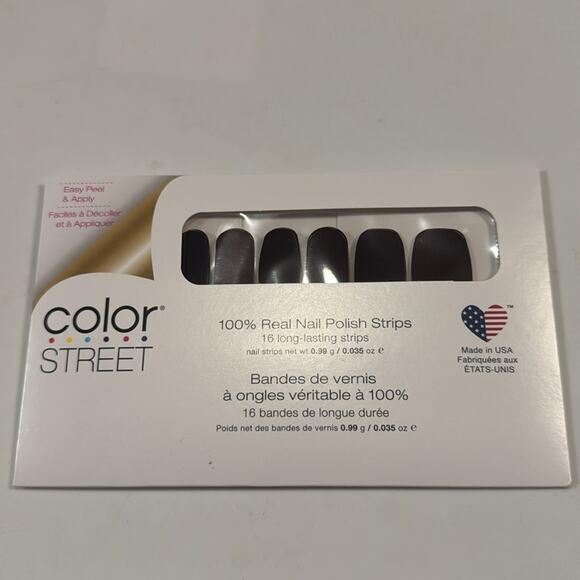 Easy Peel
& Apply
Faciles à Décoller
et à Appliquer
color®
STREET
100% Real Nail Polish Strips
16 long-lasting strips
nail strips net wt 0.99 g / 0.035 oz e
Bandes de vernis
à ongles véritable à 100%
16 bandes de longue durée
Poids net des bandes de vernis 0.99 g / 0.035 oz e
TM
Made in USA
Fabriquées aux
ÉTATS-UNIS